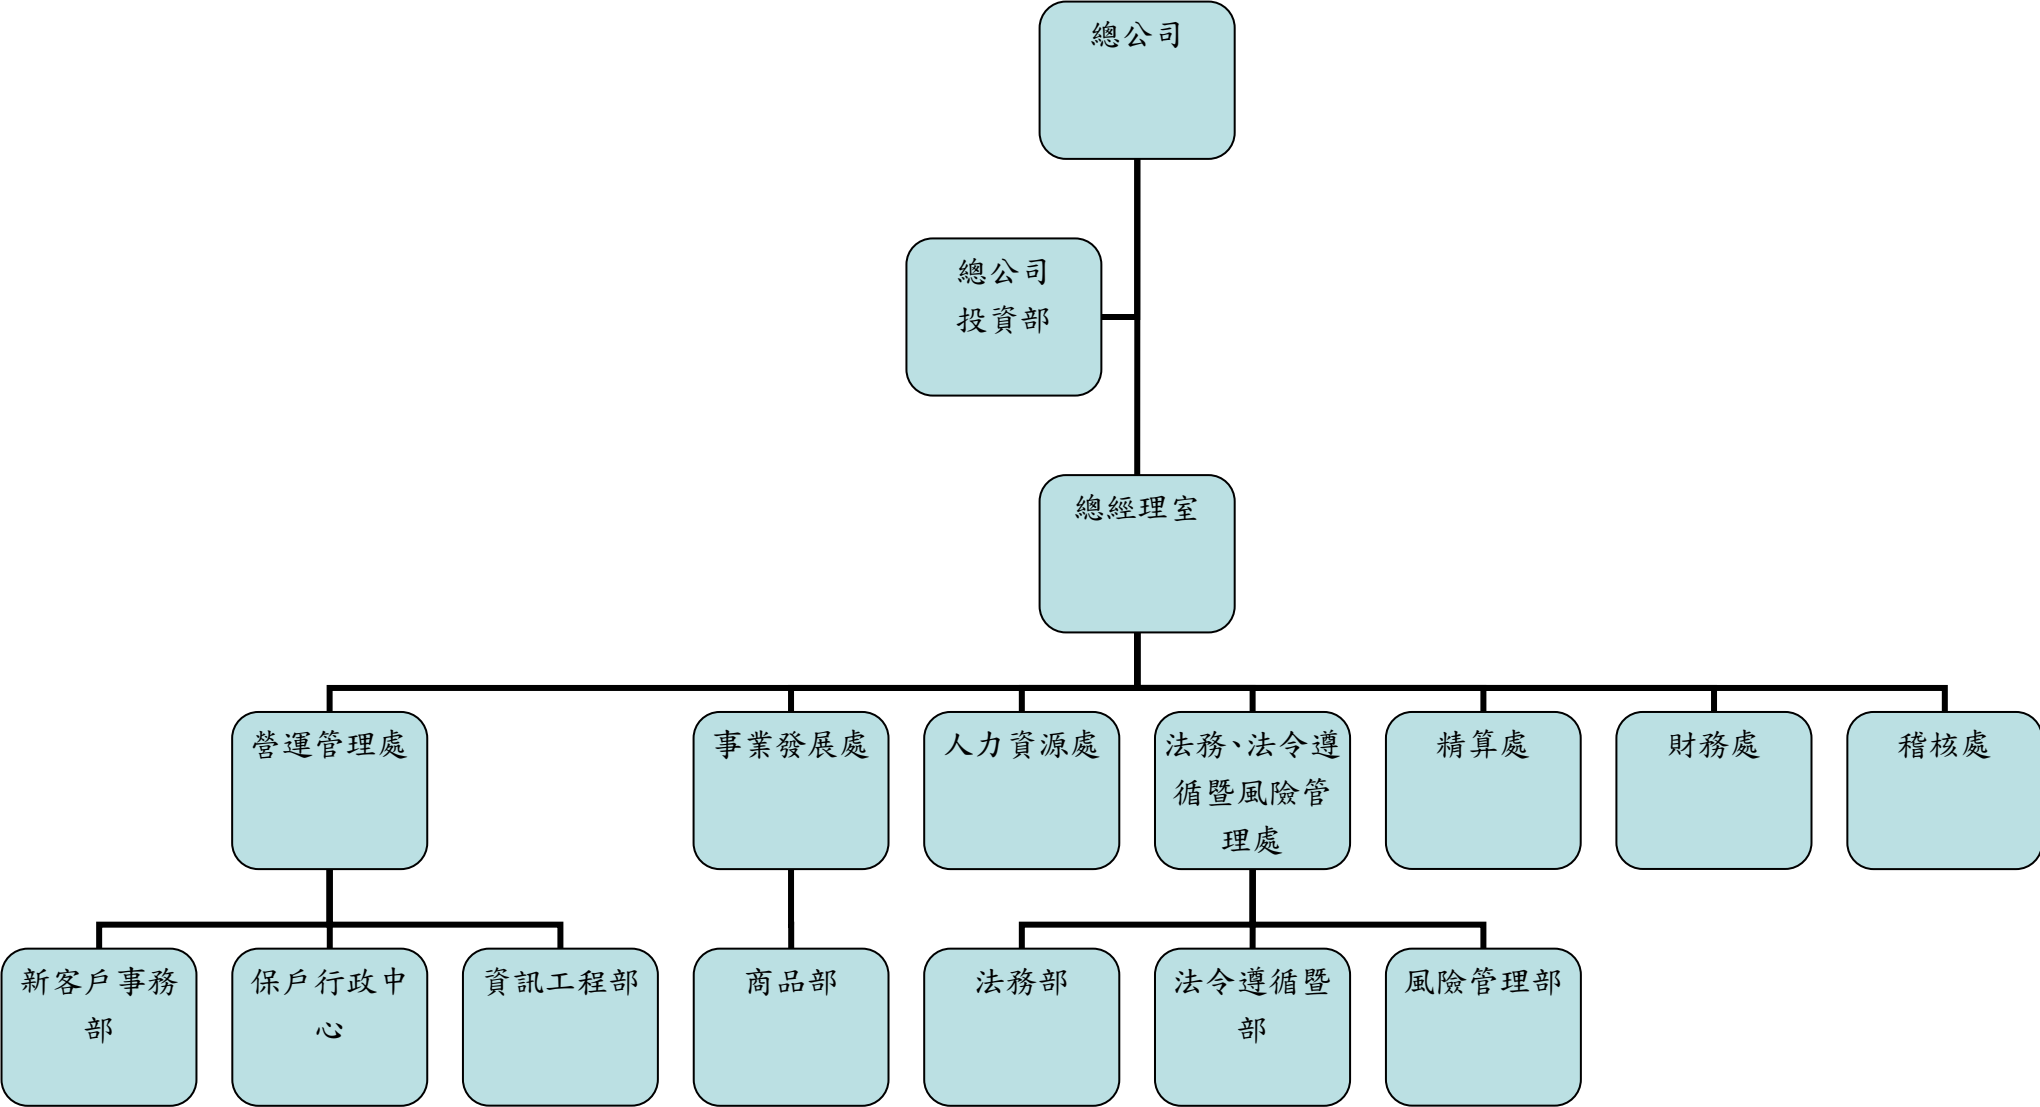 總公司
總公司
投資部
總經理室
營運管理處
事業發展處
人力資源處
法務、法令遵
循暨風險管
理處
精算處
財務處
稽核處
新客戶事務
部
保戶行政中
心
資訊工程部
商品部
法務部
法令遵循暨
部
風險管理部